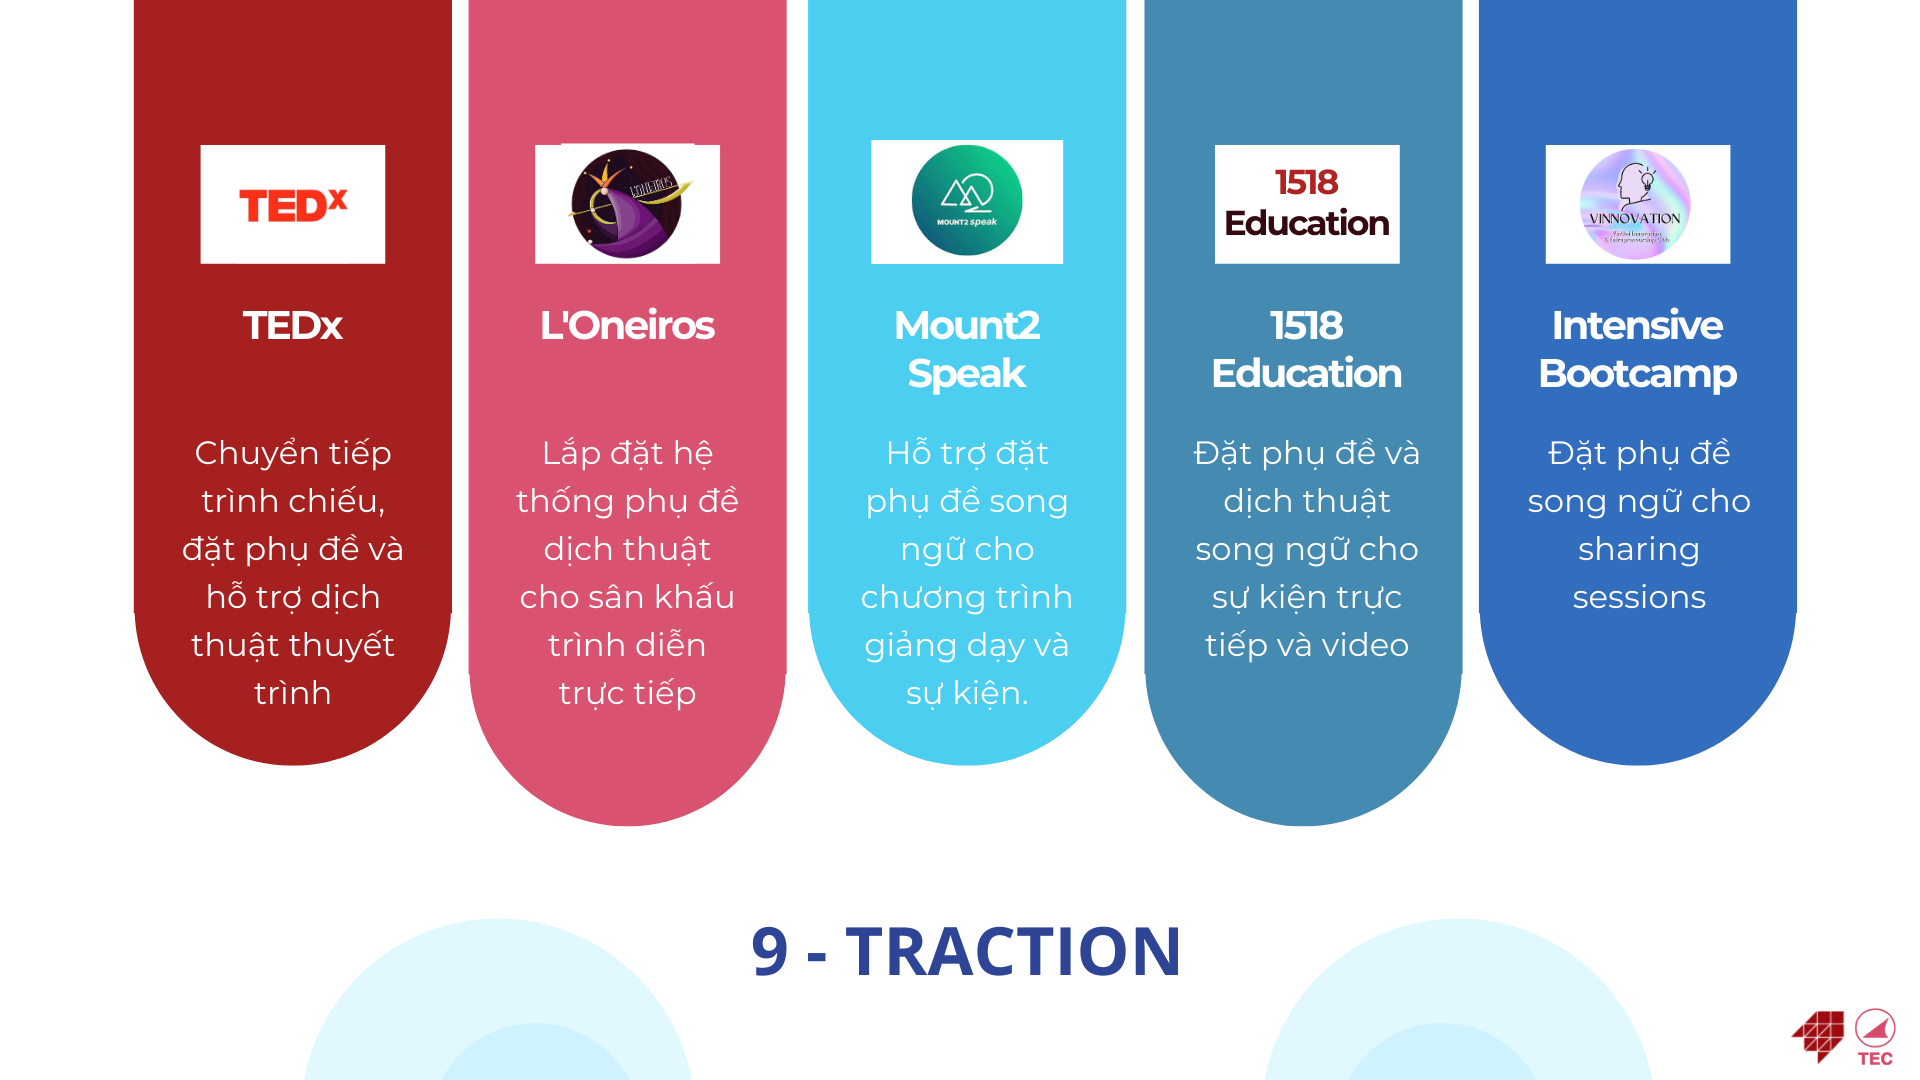 TEDx
TEDx
Chuyển tiếp
trình chiếu,
đặt phụ đề và
hỗ trợ dịch
thuật thuyết
trình
L'ONEIROS
L'Oneiros
Lắp đặt hệ
thống phụ đề
dịch thuật
cho sân khấu
trình diễn
trực tiếp
MOUNT2 speak
Mount2
Speak
Hỗ trợ đặt
phụ đề song
ngữ cho
chương trình
giảng dạy và
sự kiện.
1518
Education
1518
Education
Đặt phụ đề và
dịch thuật
song ngữ cho
sự kiện trực
tiếp và video
VINNOVATION
Intensive
Bootcamp
Đặt phụ đề
song ngữ cho
sharing
sessions
9 - TRACTION
TEC